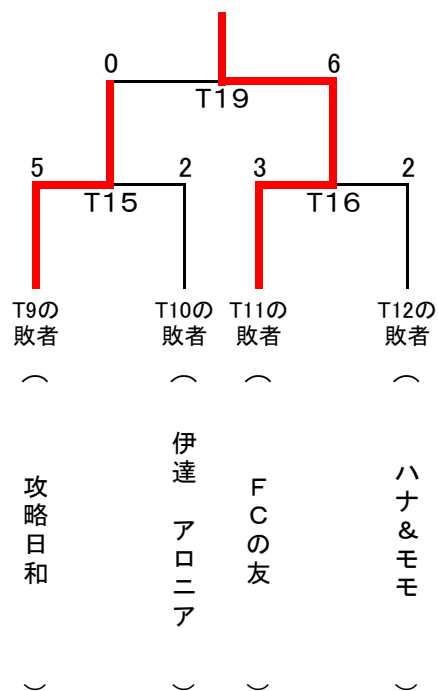 0 6
T19
5 2 3 2
T15 T16
T9の 敗者
T10の 敗者
T11の 敗者
T12の 敗者
（攻略日和）
（伊達　アロニア）
（FCの友）
（ハナ&モモ）